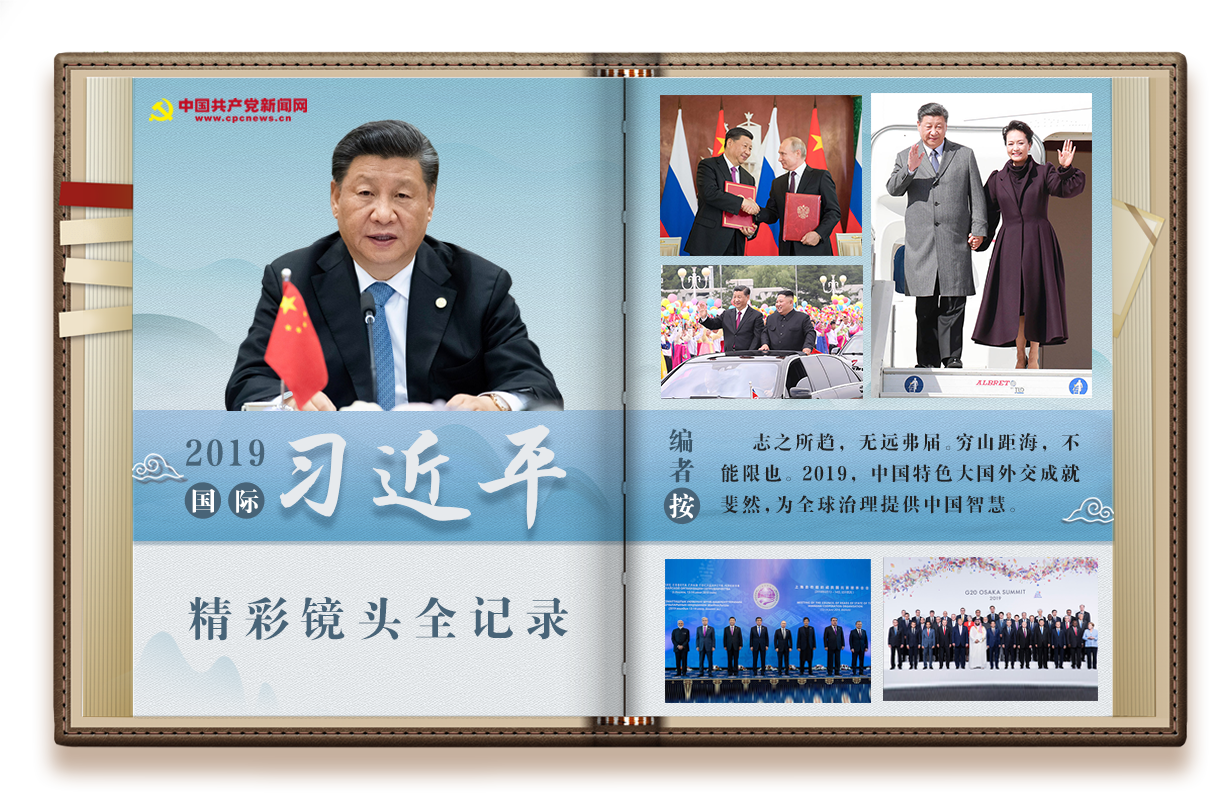 中国共产党新闻网
www.cpcnews.cn
2019
国际
习近平
精彩镜头全记录
ALBRET
编者按
志之所趋，无远弗届。穷山距海，不
能限也。2019，中国特色大国外交成就
斐然，为全球治理提供中国智慧。
G20 OSAKA SUMMIT
2019